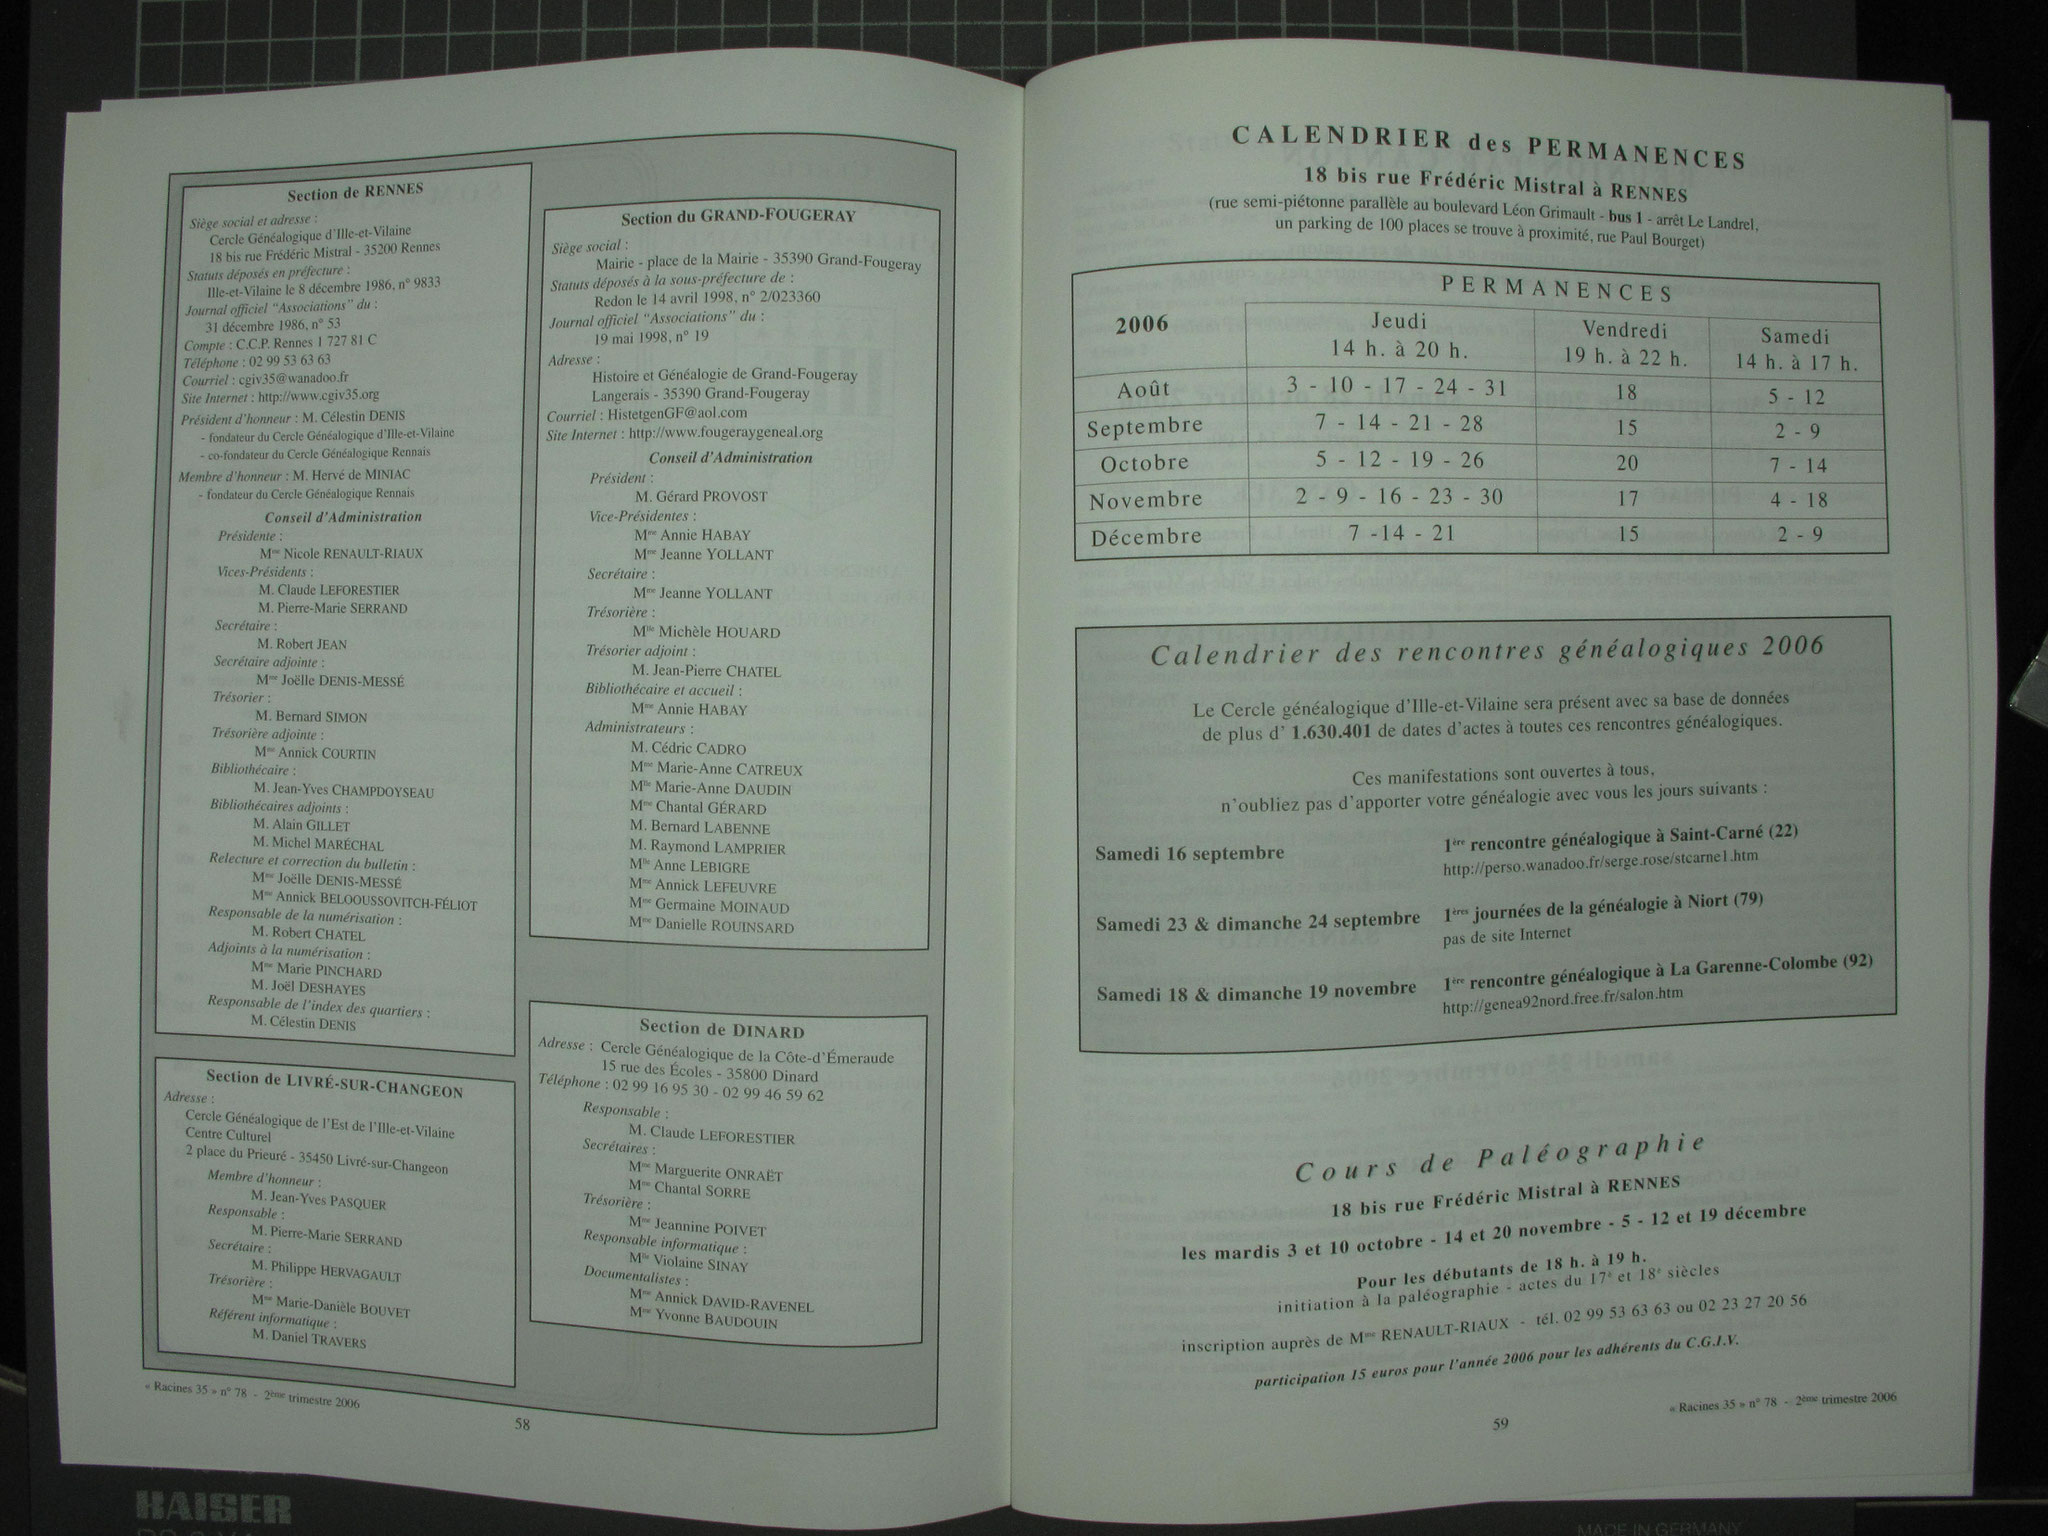 Section de RENNES
Siège social et adresse :
Cercle Généalogique d'Ille-et-Vilaine
18 bis rue Frédéric Mistral - 35200 Rennes
Statuts déposés en préfecture :
Ille-et-Vilaine le 8 décembre 1986, n° 9833
Journal officiel "Associations" du :
31 décembre 1986, n° 53
Compte : C.C.P. Rennes 1 727 81 C
Téléphone : 02 99 53 63 63
Courriel : cgiv35@wanadoo.fr
Site Internet : http://www.cgiv35.org
Président d'honneur : M. Célestin DENIS
- fondateur du Cercle Généalogique d'Ille-et-Vilaine
- co-fondateur du Cercle Généalogique Rennais
Membre d'honneur : M. Hervé de MINIAC
- fondateur du Cercle Généalogique Rennais
Conseil d'Administration
Présidente :
Mme Nicole RENAULT-RIAUX
Vices-Présidents :
M. Claude LEFORESTIER
M. Pierre-Marie SERRAND
Secrétaire :
M. Robert JEAN
Secrétaire adjointe :
Mme Joëlle DENIS-MESSÉ
Trésorier :
M. Bernard SIMON
Trésorière adjointe :
Mme Annick COURTIN
Bibliothécaire :
M. Jean-Yves CHAMPDOYSEAU
Bibliothécaires adjoints :
M. Alain GILLET
M. Michel MARÉCHAL
Relecture et correction du bulletin :
Mme Joëlle DENIS-MESSÉ
Mme Annick BELOOUSSOVITCH-FÉLIOT
Responsable de la numérisation :
M. Robert CHATEL
Adjoints à la numérisation :
Mme Marie PINCHARD
M. Joël DESHAYES
Responsable de l'index des quartiers :
M. Célestin DENIS
Section de LIVRÉ-SUR-CHANGEON
Adresse :
Cercle Généalogique de l'Est de l'Ille-et-Vilaine
Centre Culturel
2 place du Prieuré - 35450 Livré-sur-Changeon
Membre d'honneur :
M. Jean-Yves PASQUER
Responsable :
M. Pierre-Marie SERRAND
Secrétaire :
M. Philippe HERVAGAULT
Trésorière :
Mme Marie-Danièle BOUVET
Référent informatique :
M. Daniel TRAVERS
Section du GRAND-FOUGERAY
Siège social :
Mairie - place de la Mairie - 35390 Grand-Fougeray
Statuts déposés à la sous-préfecture de :
Redon le 14 avril 1998, n° 2/023360
Journal officiel "Associations" du :
19 mai 1998, n° 19
Adresse :
Histoire et Généalogie de Grand-Fougeray
Langerais - 35390 Grand-Fougeray
Courriel : HistetgenGF@aol.com
Site Internet : http://www.fougeraygeneal.org
Conseil d'Administration
Président :
M. Gérard PROVOST
Vice-Présidentes :
Mme Annie HABAY
Mme Jeanne YOLLANT
Secrétaire :
Mme Jeanne YOLLANT
Trésorière :
Mlle Michèle HOUARD
Trésorier adjoint :
M. Jean-Pierre CHATEL
Bibliothécaire et accueil :
Mme Annie HABAY
Administrateurs :
M. Cédric CADRO
Mme Marie-Anne CATREUX
Mlle Marie-Anne DAUDIN
Mme Chantal GÉRARD
M. Bernard LABENNE
M. Raymond LAMPRIER
Mlle Anne LEBIGRE
Mme Annick LEFEUVRE
Mme Germaine MOINAUD
Mme Danielle ROUINSARD
Section de DINARD
Adresse : Cercle Généalogique de la Côte-d'Émeraude
15 rue des Écoles - 35800 Dinard
Téléphone : 02 99 16 95 30 - 02 99 46 59 62
Responsable :
M. Claude LEFORESTIER
Secrétaires :
Mme Marguerite ONRAËT
Mme Chantal SORRE
Trésorière :
Mme Jeannine POIVET
Responsable informatique :
Mlle Violaine SINAY
Documentalistes :
Mme Annick DAVID-RAVENEL
Mme Yvonne BAUDOUIN
« Racines 35 » n° 78 - 2ème trimestre 2006
58
CALENDRIER des PERMANENCES
18 bis rue Frédéric Mistral à RENNES
(rue semi-piétonne parallèle au boulevard Léon Grimault - bus 1 - arrêt Le Landrel,
un parking de 100 places se trouve à proximité, rue Paul Bourget)
PERMANENCES
2006 Jeudi 14 h. à 20 h. Vendredi 19 h. à 22 h. Samedi 14 h. à 17 h.
Août 3 - 10 - 17 - 24 - 31 18 5 - 12
Septembre 7 - 14 - 21 - 28 15 2 - 9
Octobre 5 - 12 - 19 - 26 20 7 - 14
Novembre 2 - 9 - 16 - 23 - 30 17 4 - 18
Décembre 7 -14 - 21 15 2 - 9
Calendrier des rencontres généalogiques 2006
Le Cercle généalogique d'Ille-et-Vilaine sera présent avec sa base de données
de plus d' 1.630.401 de dates d'actes à toutes ces rencontres généalogiques.
Ces manifestations sont ouvertes à tous,
n'oubliez pas d'apporter votre généalogie avec vous les jours suivants :
Samedi 16 septembre 1ère rencontre généalogique à Saint-Carné (22)
http://perso.wanadoo.fr/serge.rose/stcarne1.htm
Samedi 23 & dimanche 24 septembre 1ères journées de la généalogie à Niort (79)
pas de site Internet
Samedi 18 & dimanche 19 novembre 1ère rencontre généalogique à La Garenne-Colombe (92)
http://genea92nord.free.fr/salon.htm
Cours de Paléographie
18 bis rue Frédéric Mistral à RENNES
les mardis 3 et 10 octobre - 14 et 20 novembre - 5 - 12 et 19 décembre
Pour les débutants de 18 h. à 19 h.
initiation à la paléographie - actes du 17e et 18e siècles
inscription auprès de Mme RENAULT-RIAUX - tél. 02 99 53 63 63 ou 02 23 27 20 56
participation 15 euros pour l'année 2006 pour les adhérents du C.G.I.V.
« Racines 35 » n° 78 - 2ème trimestre 2006
59
KAISER
MADE IN GERMANY